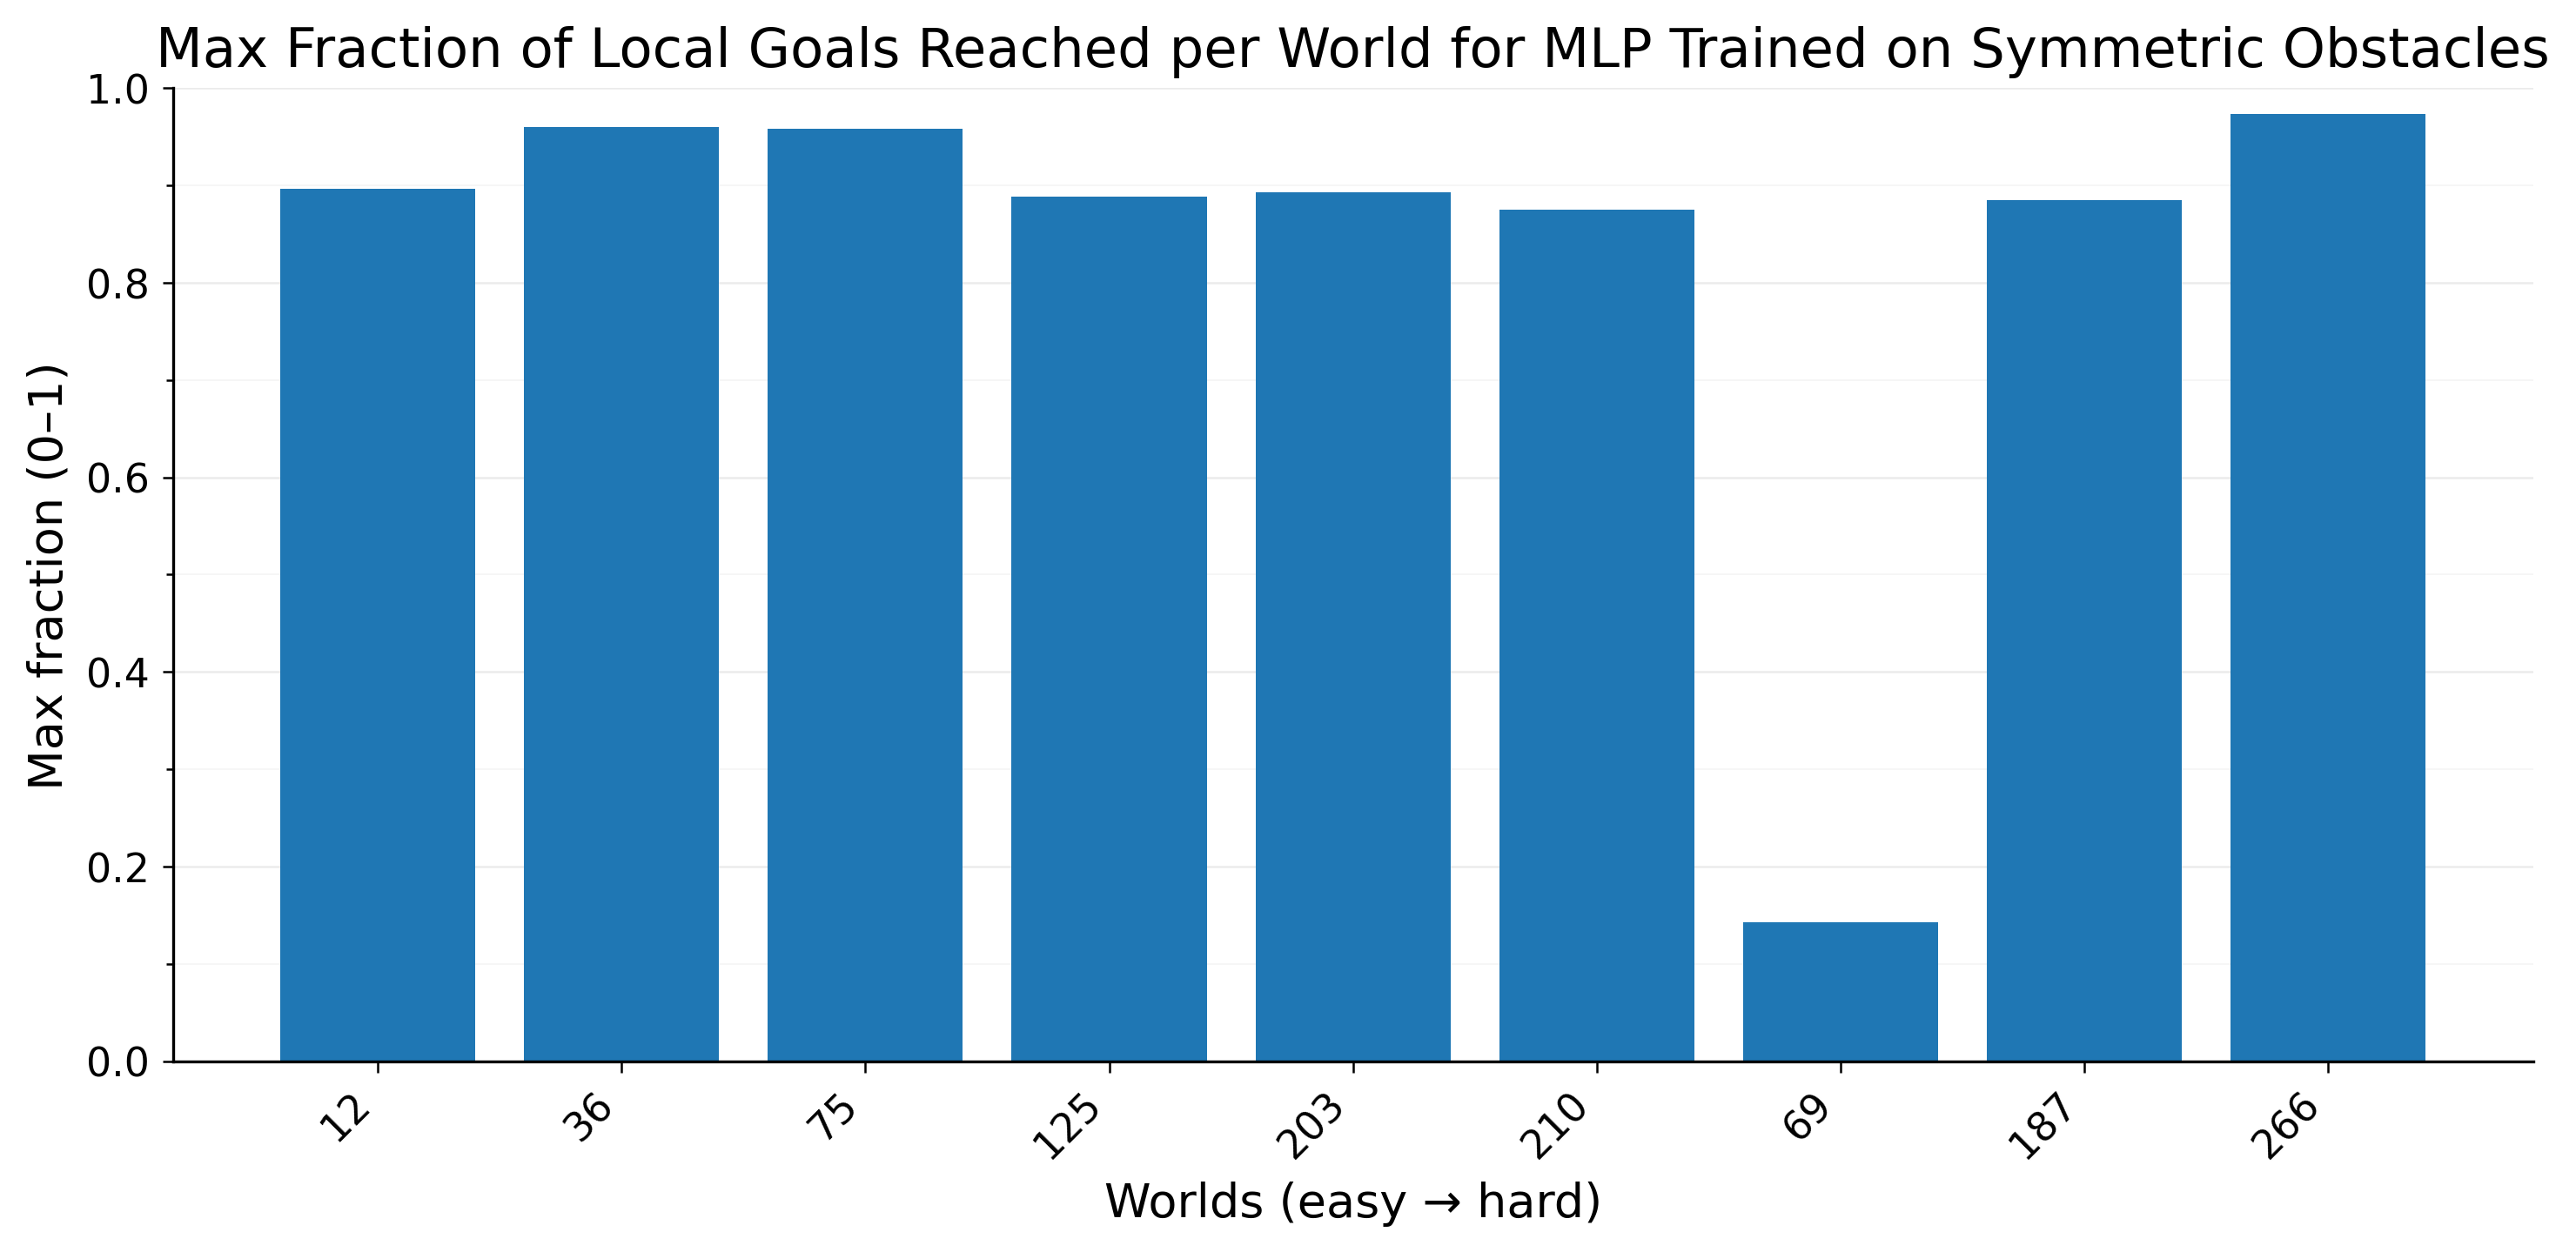 Max Fraction of Local Goals Reached per World for MLP Trained on Symmetric Obstacles
Max fraction (0–1)
1.0
0.8
0.6
0.4
0.2
0.0
12 36 75 125 203 210 69 187 266
Worlds (easy → hard)